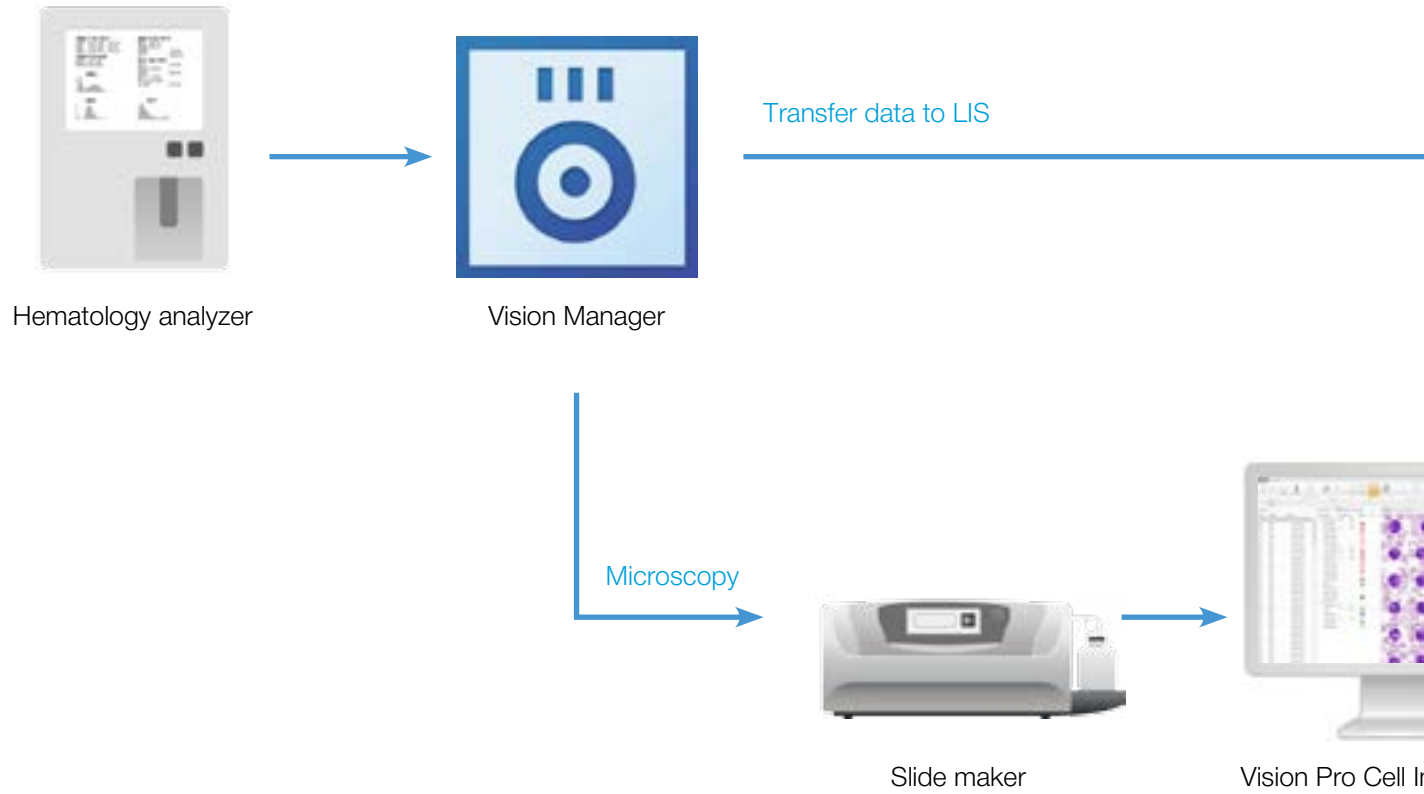 Transfer data to LIS
Hematology analyzer
Vision Manager
Microscopy
Slide maker
Vision Pro Cell